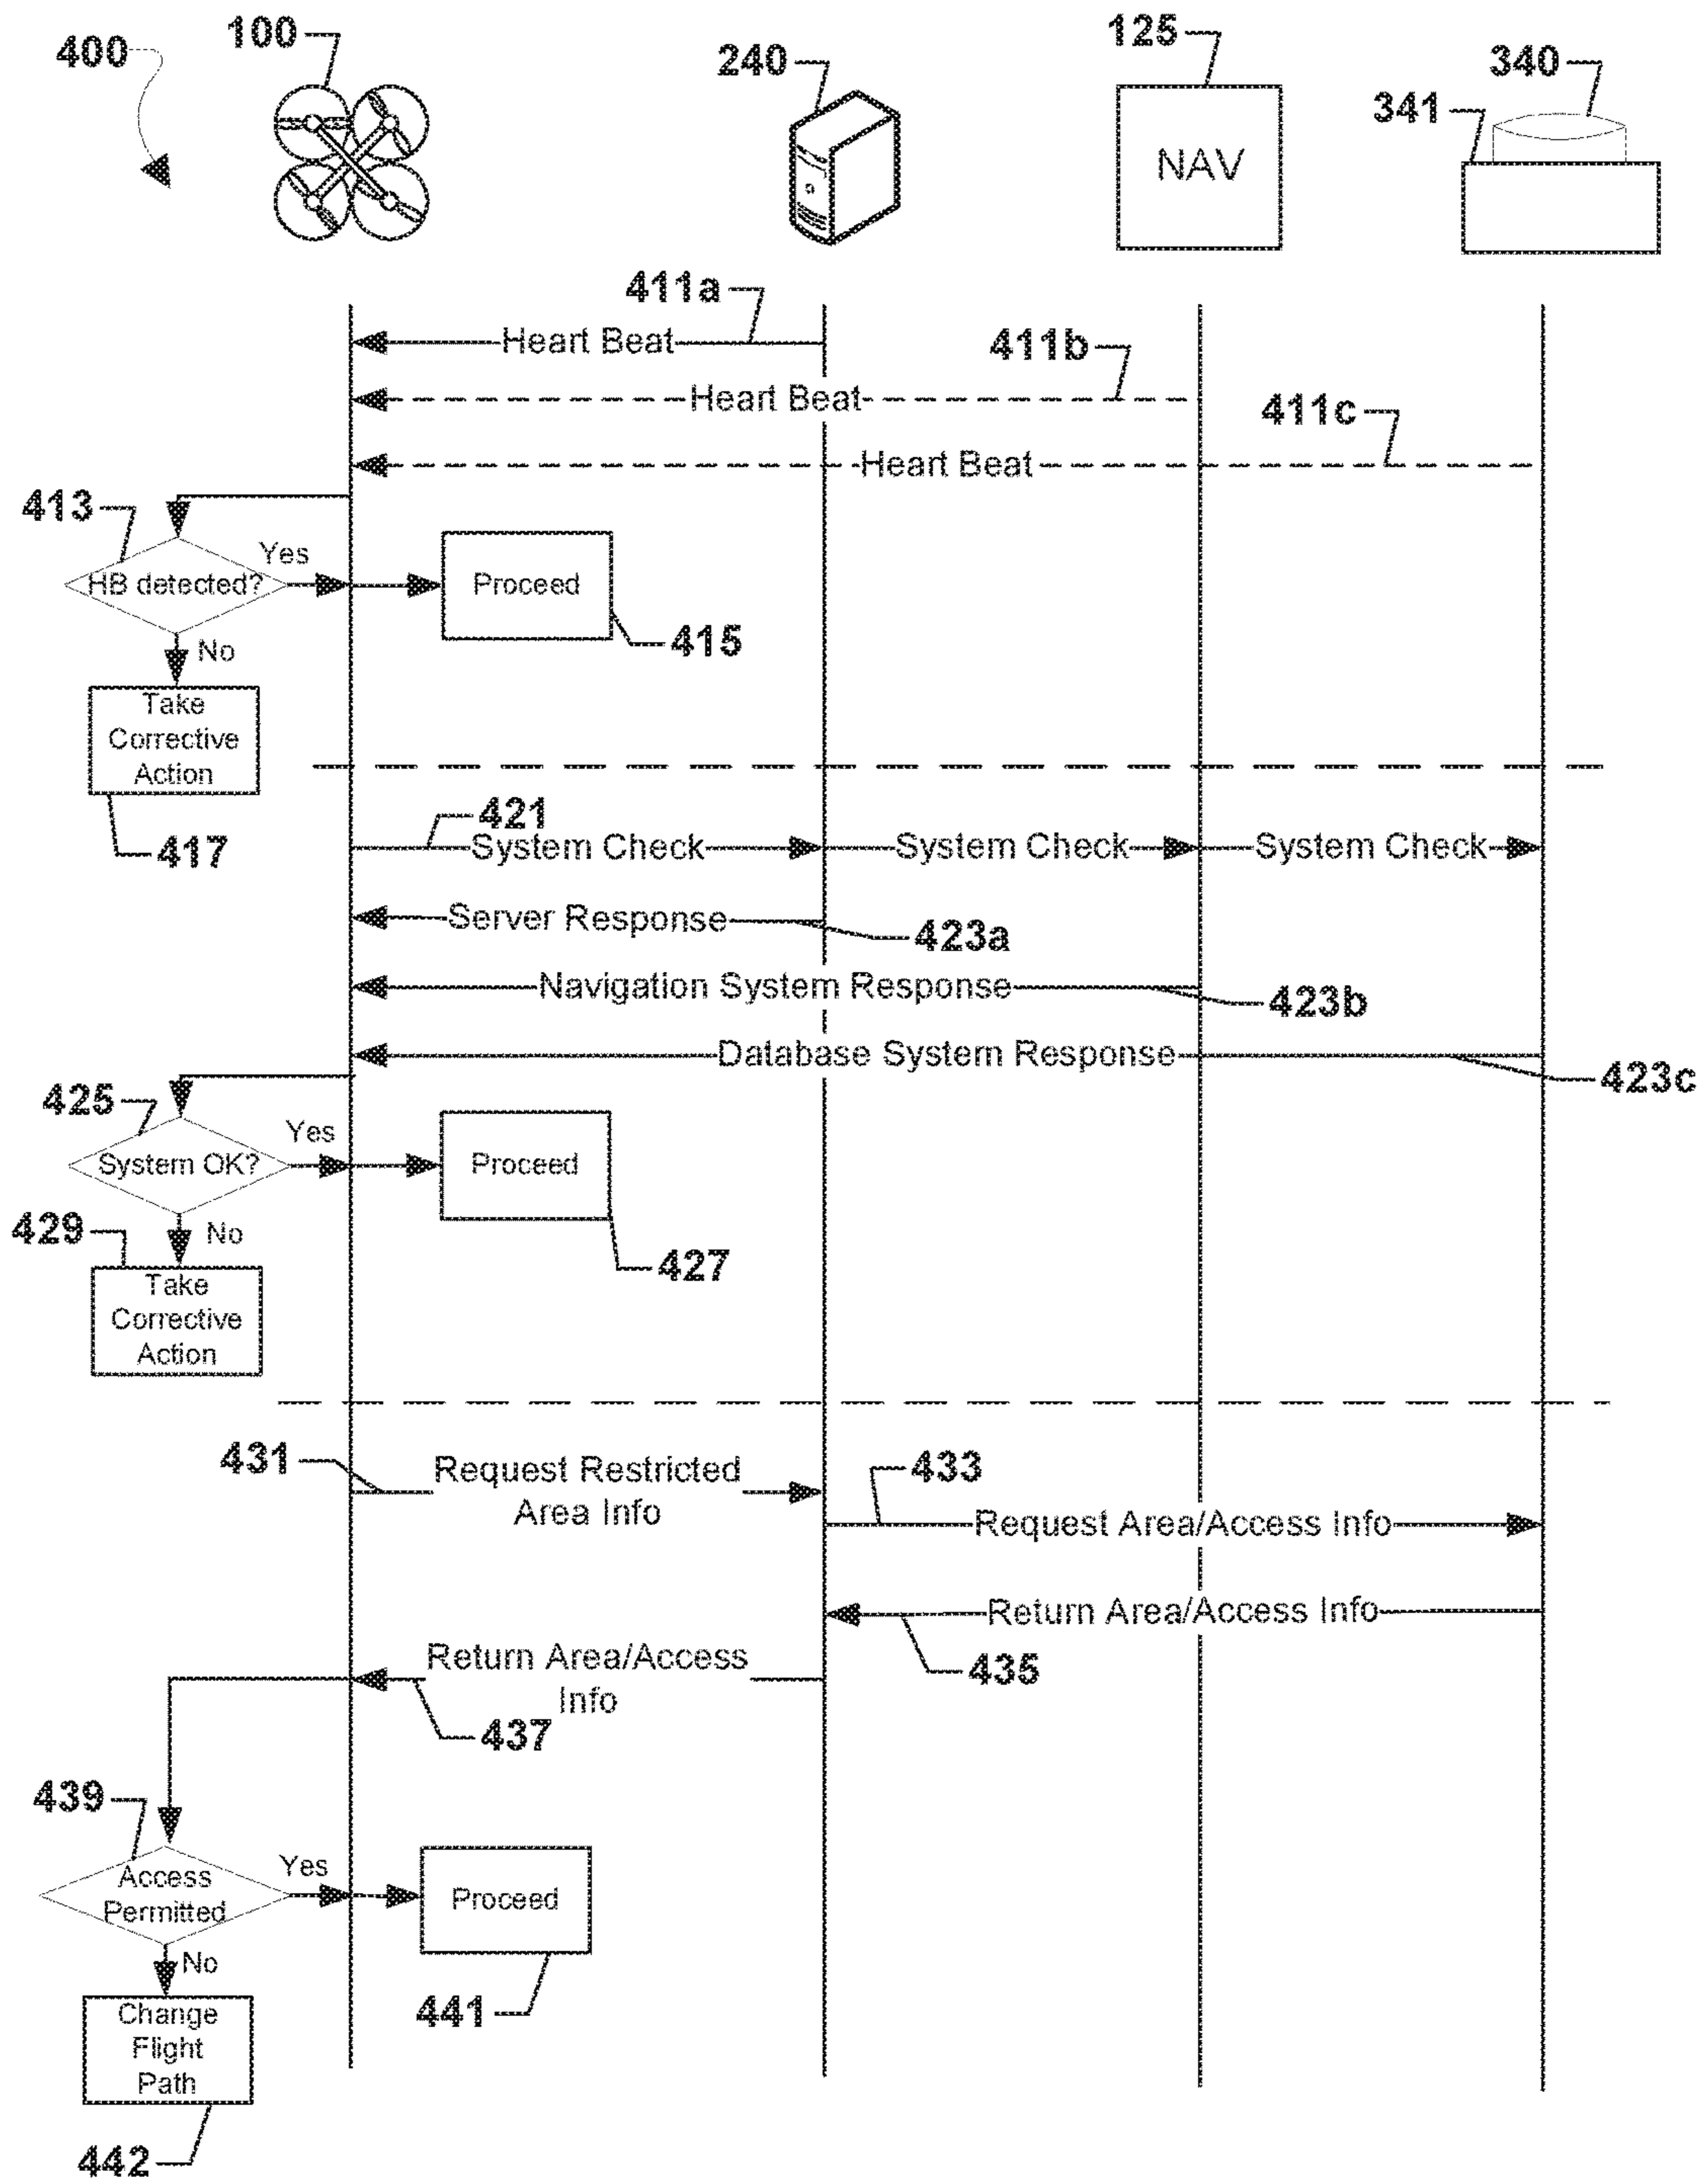 400
100
240
125
340
341
NAV
411a
Heart Beat
411b
Heart Beat
411c
Heart Beat
413
HB detected?
Yes
Proceed
415
No
Take
Corrective
Action
417
421
System Check
System Check
System Check
Server Response
423a
Navigation System Response
423b
Database System Response
423c
425
System OK?
Yes
Proceed
427
No
429
Take
Corrective
Action
431
Request Restricted
Area Info
433
Request Area/Access Info
Return Area/Access Info
435
Return Area/Access
Info
437
439
Access
Permitted
Yes
Proceed
441
No
Change
Flight
Path
442